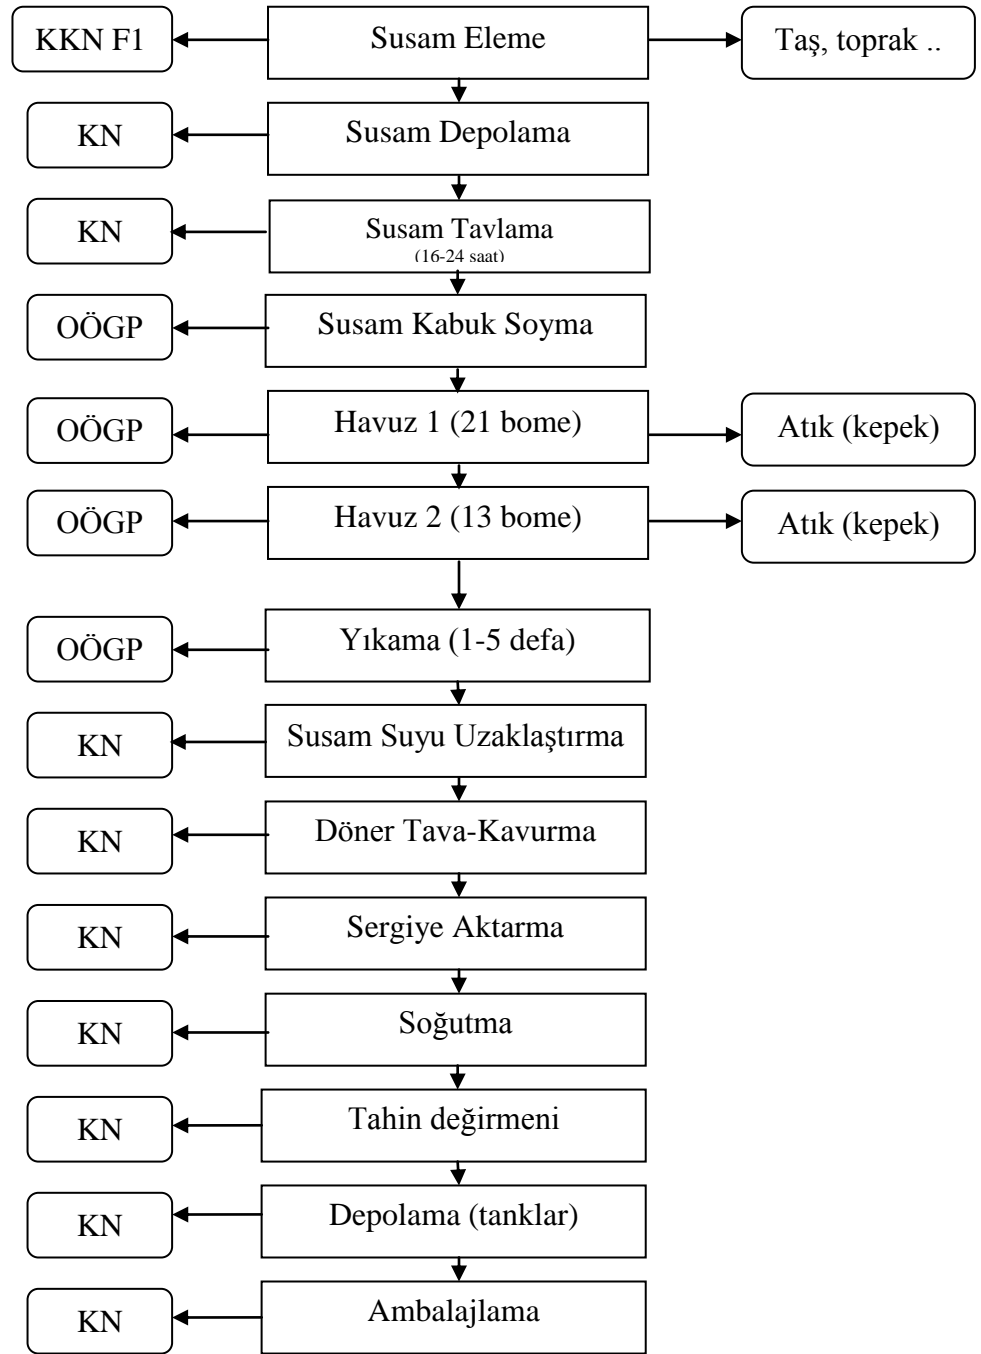 KKN F1
Susam Eleme
Taş, toprak ..
KN
Susam Depolama
KN
Susam Tavlama
(16-24 saat)
OÖGP
Susam Kabuk Soyma
OÖGP
Havuz 1 (21 bome)
Atık (kepek)
OÖGP
Havuz 2 (13 bome)
Atık (kepek)
OÖGP
Yıkama (1-5 defa)
KN
Susam Suyu Uzaklaştırma
KN
Döner Tava-Kavurma
KN
Sergiye Aktarma
KN
Soğutma
KN
Tahin değirmeni
KN
Depolama (tanklar)
KN
Ambalajlama